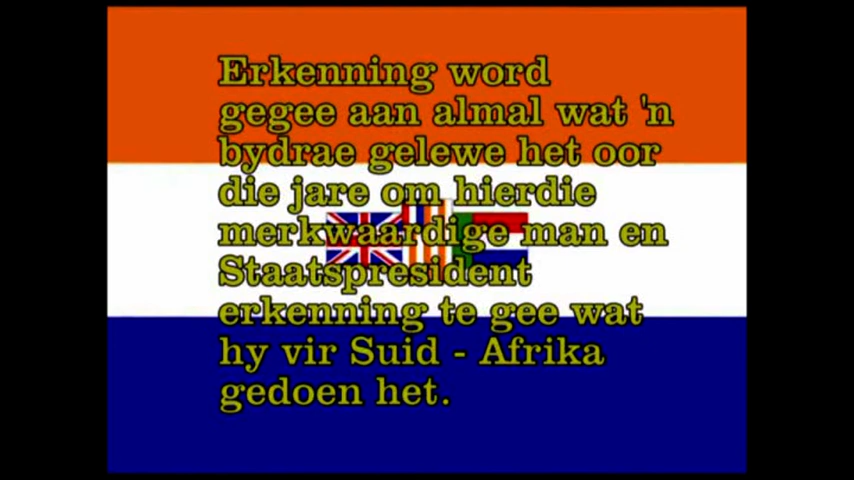 Erkenning word
gegee aan almal wat 'n
bydrae gelewe het oor
die jare om hierdie
merkwaardige man en
Staatspresident
erkenning te gee wat
hy vir Suid - Afrika
gedoen het.